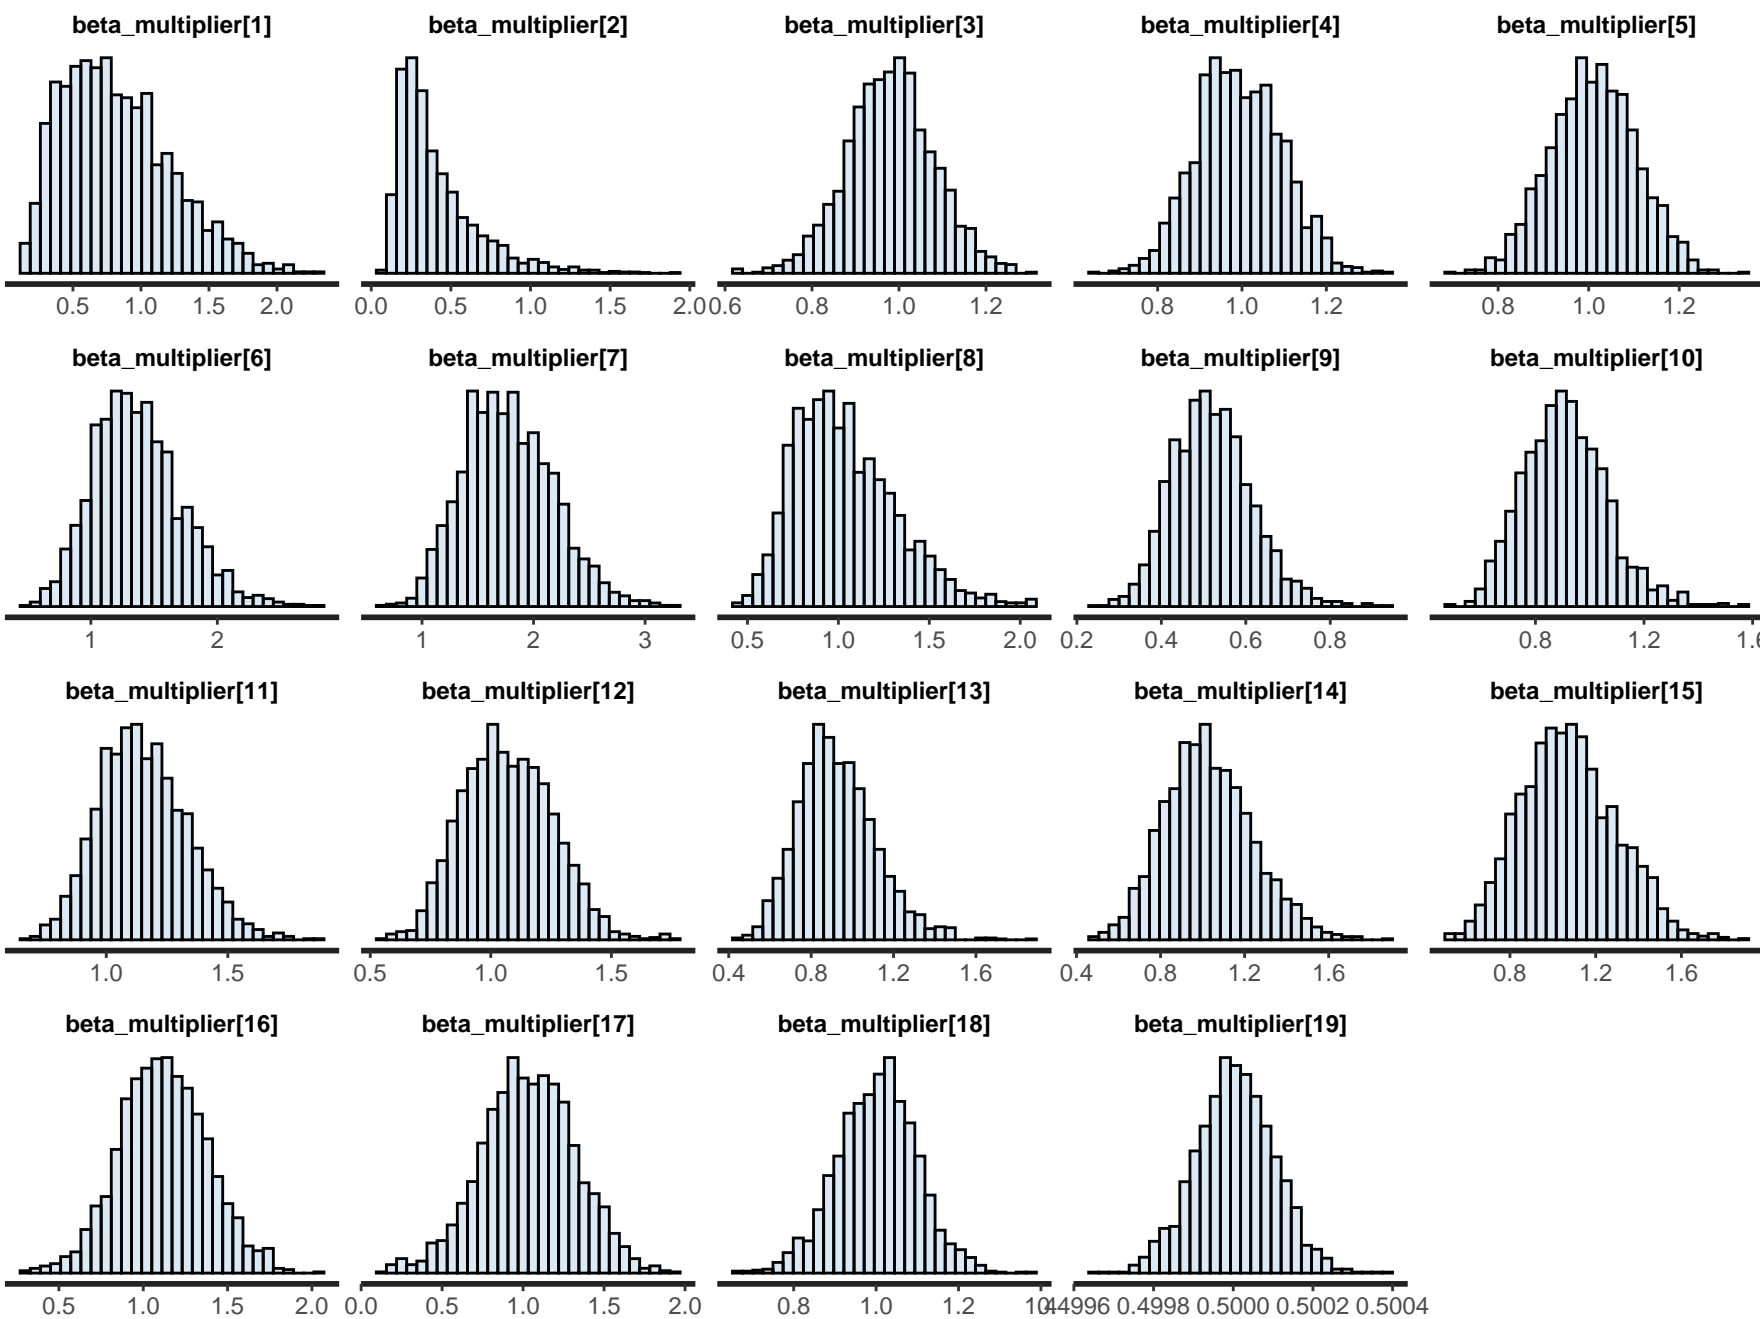 beta_multiplier[1] beta_multiplier[2] beta_multiplier[3] beta_multiplier[4] beta_multiplier[5]
0.5 1.0 1.5 2.0 0.0 0.5 1.0 1.5 2.0 0.6 0.8 1.0 1.2 0.8 1.0 1.2 0.8 1.0 1.2
beta_multiplier[6] beta_multiplier[7] beta_multiplier[8] beta_multiplier[9] beta_multiplier[10]
1 2 1 2 3 0.5 1.0 1.5 2.0 0.2 0.4 0.6 0.8 0.8 1.2 1.6
beta_multiplier[11] beta_multiplier[12] beta_multiplier[13] beta_multiplier[14] beta_multiplier[15]
1.0 1.5 0.5 1.0 1.5 0.4 0.8 1.2 1.6 0.4 0.8 1.2 1.6 0.8 1.2 1.6
beta_multiplier[16] beta_multiplier[17] beta_multiplier[18] beta_multiplier[19]
0.5 1.0 1.5 2.0 0.0 0.5 1.0 1.5 2.0 0.8 1.0 1.2 0.4998 0.5000 0.5002 0.5004